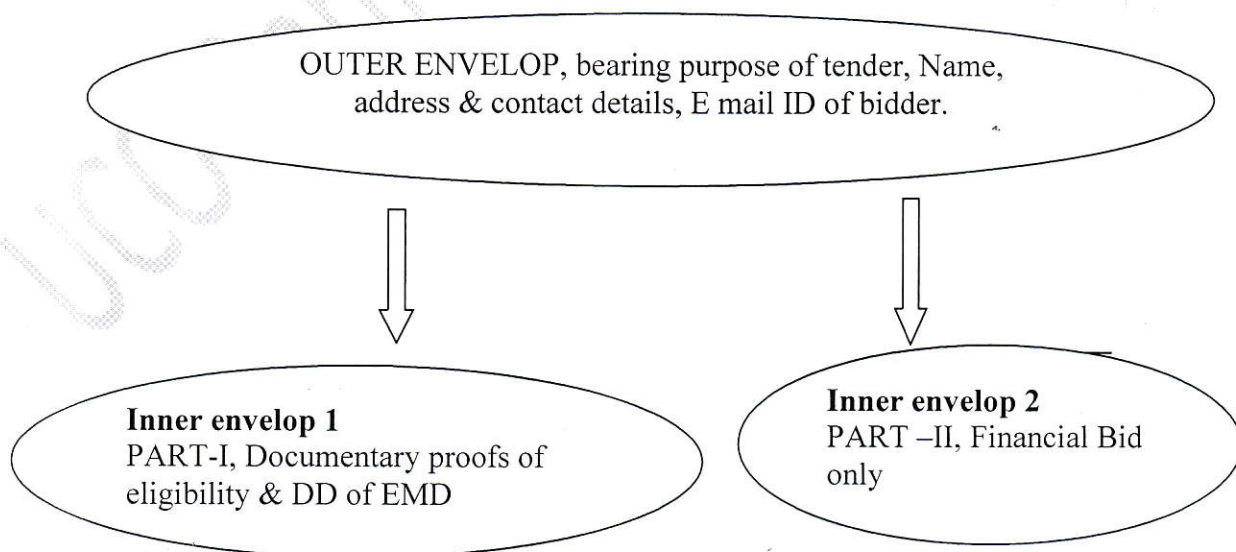 OUTER ENVELOP, bearing purpose of tender, Name,
address & contact details, E mail ID of bidder.
Inner envelop 1
PART-I, Documentary proofs of
eligibility & DD of EMD
Inner envelop 2
PART –II, Financial Bid
only
UCO